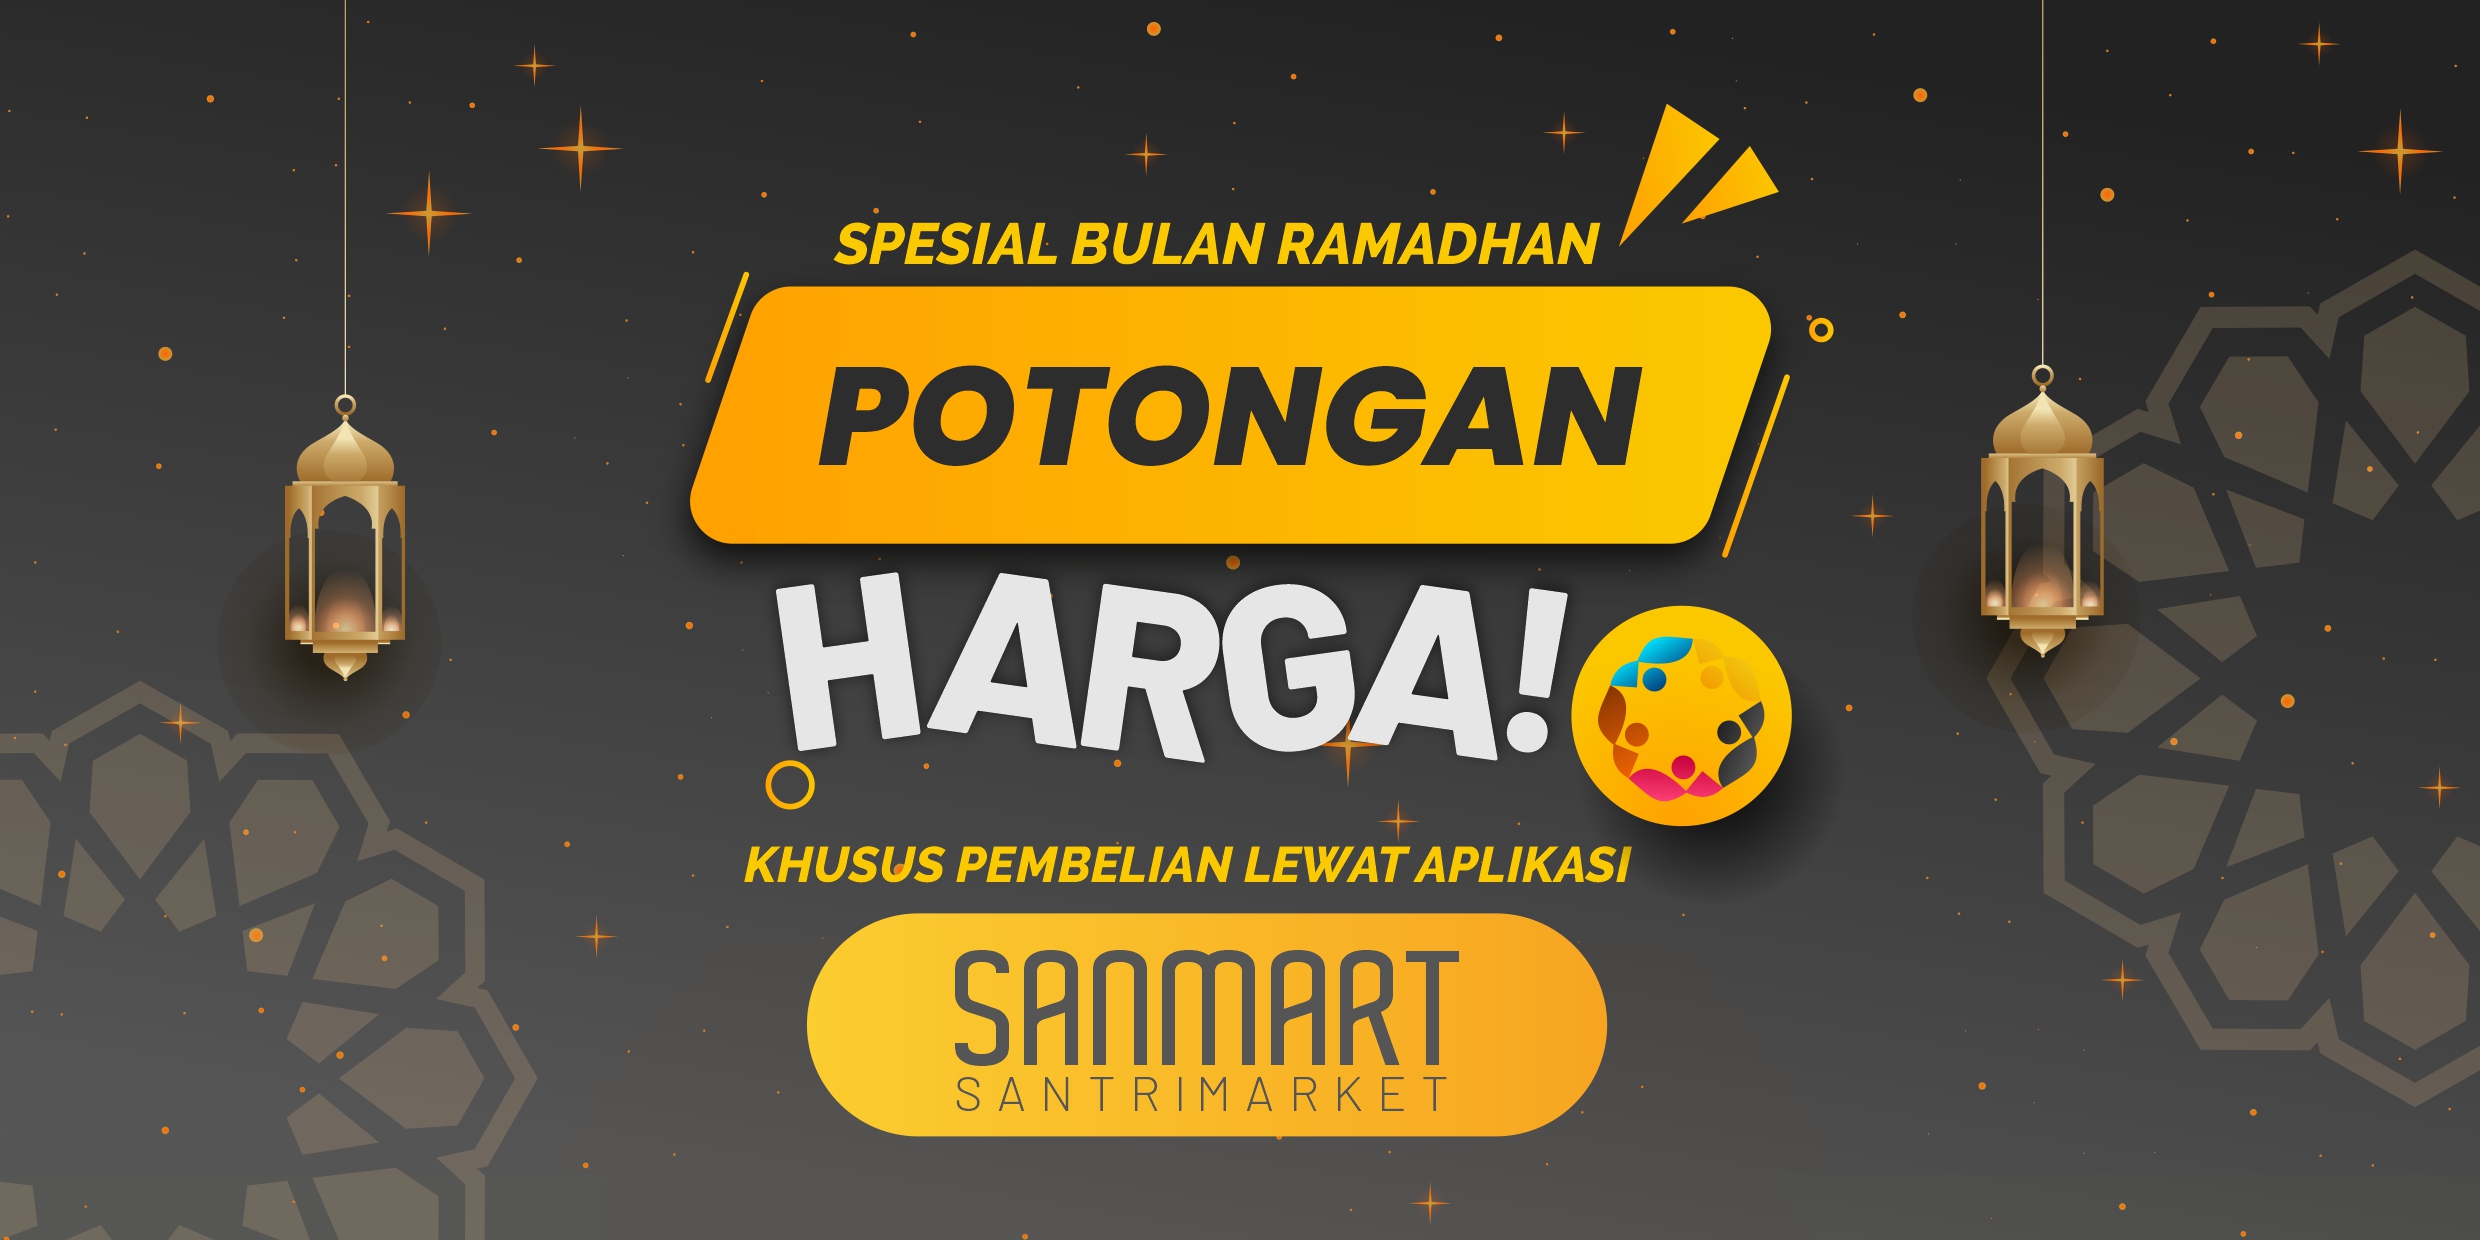 SPESIAL BULAN RAMADHAN
POTONGAN
HARGA!
KHUSUS PEMBELIAN LEWAT APLIKASI
SANMART
SANTRIMARKET